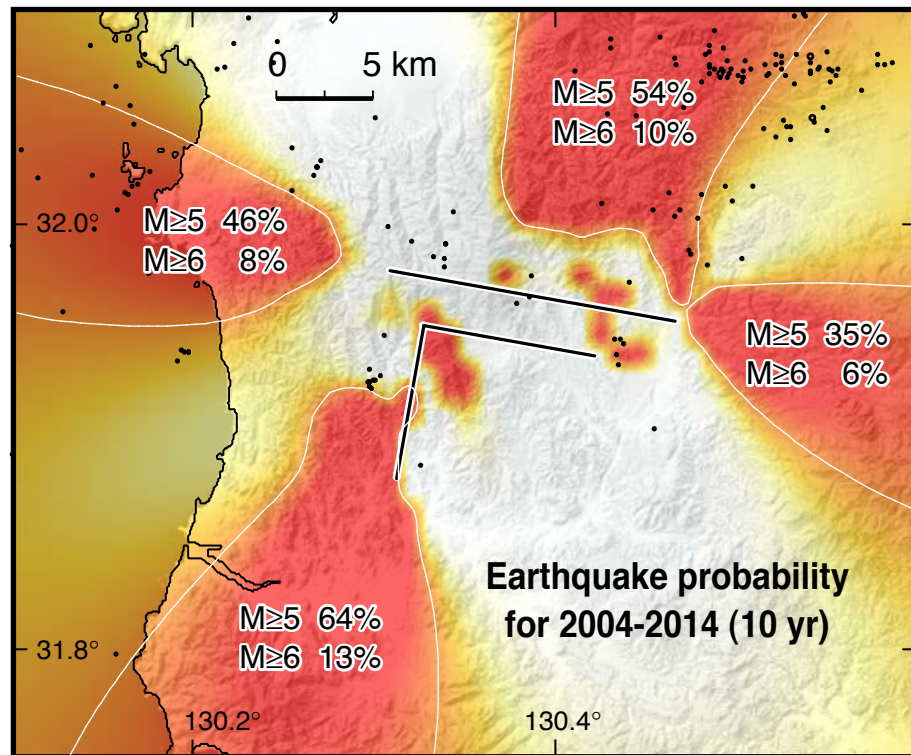 0 5 km
M≥5 54%
M≥6 10%
32.0°
M≥5 46%
M≥6 8%
M≥5 35%
M≥6 6%
Earthquake probability
for 2004-2014 (10 yr)
M≥5 64%
M≥6 13%
31.8°
130.2° 130.4°